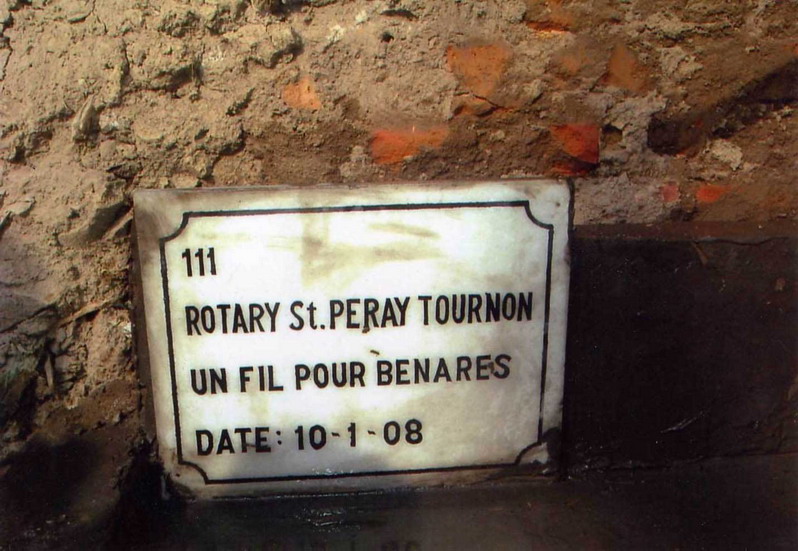 111
ROTARY St. PERAY TOURNON
UN FIL POUR BENARES
DATE: 10-1-08